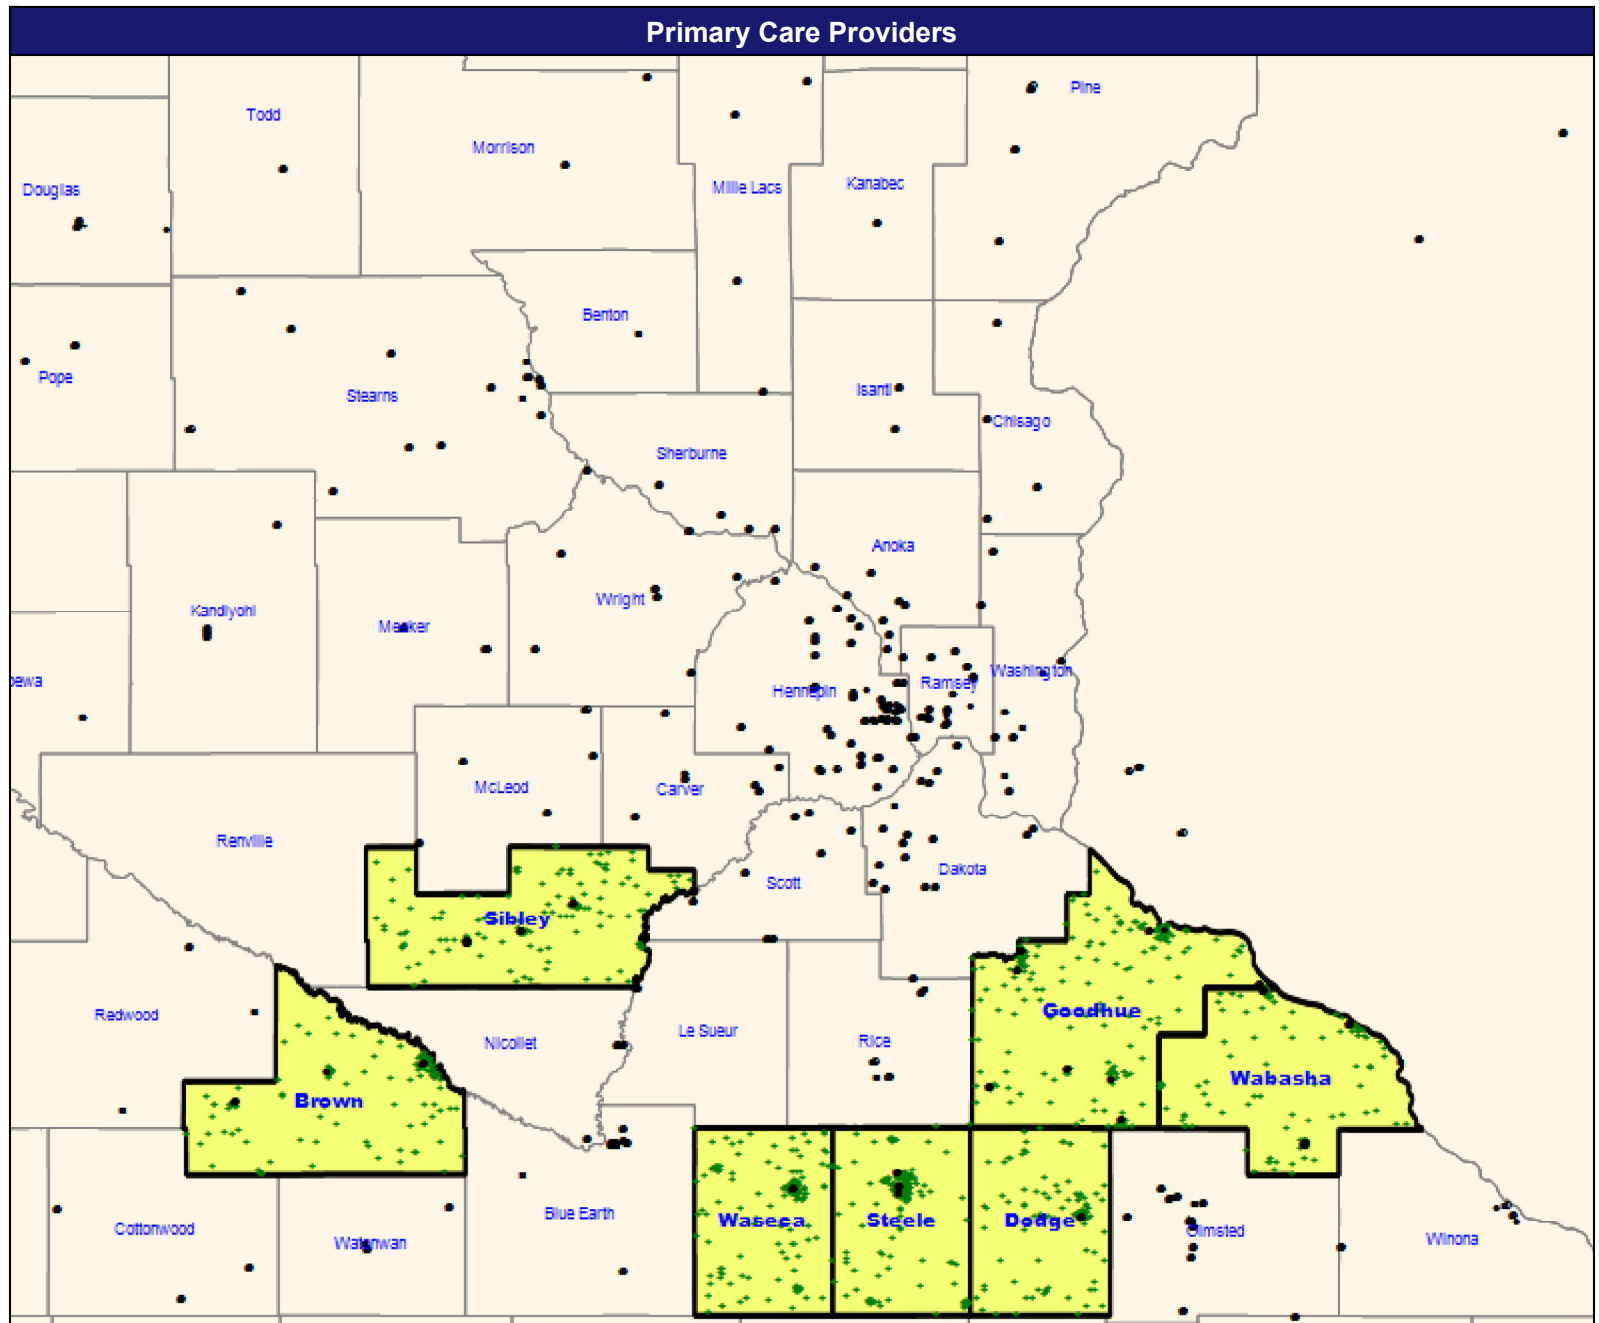 Primary Care Providers
Pine
Todd
Morrison
Kanabec
Mille Lacs
Douglas
Benton
Pope
Isanti
Stearns
Chisago
Sherburne
Anoka
Wright
Kandiyohi
Meeker
Washington
ewa
Ramsey
Hennepin
McLeod
Carver
Renville
Dakota
Scott
Sibley
Goodhue
Redwood
Le Sueur
Rice
Nicollet
Wabasha
Brown
Blue Earth
Waseca
Steele
Dodge
Cottonwood
Olmsted
Winona
Watonwan